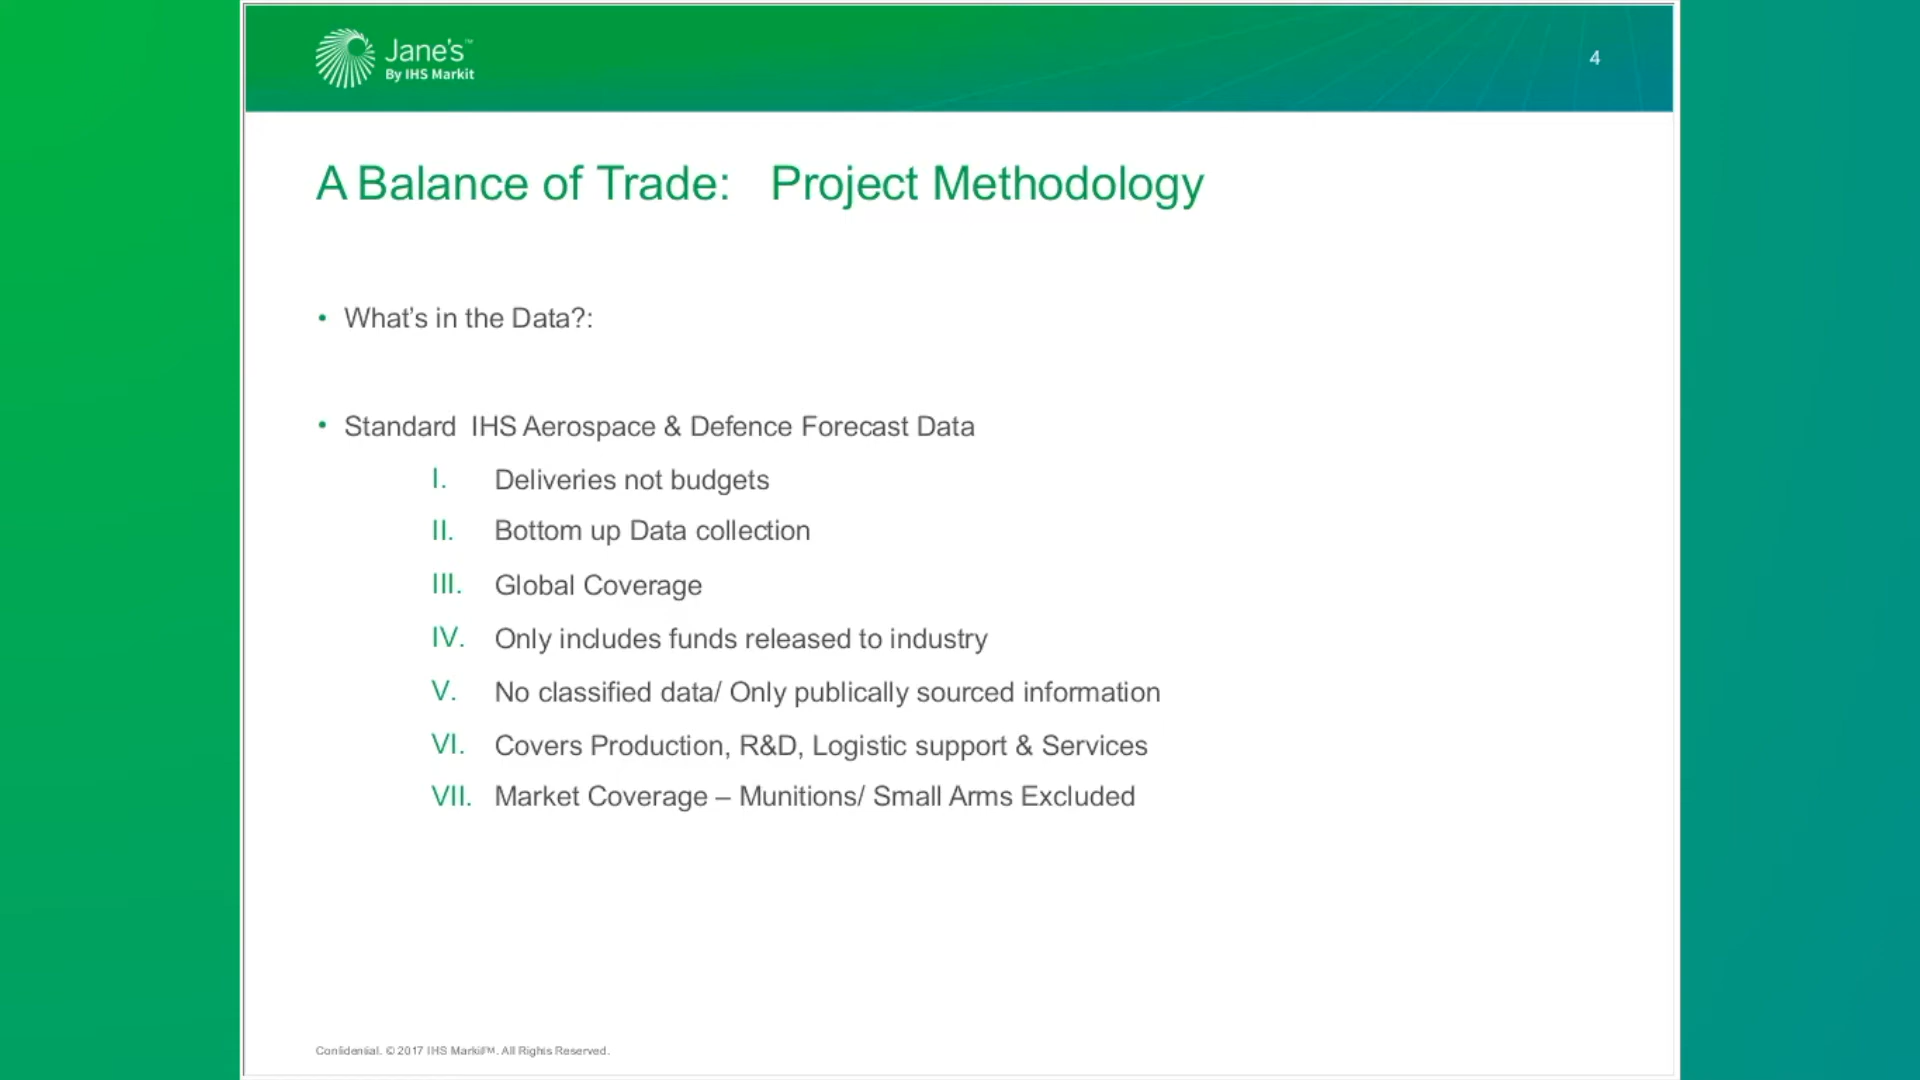 Jane's™
By IHS Markit
4
A Balance of Trade: Project Methodology
• What’s in the Data?:
• Standard IHS Aerospace & Defence Forecast Data
I. Deliveries not budgets
II. Bottom up Data collection
III. Global Coverage
IV. Only includes funds released to industry
V. No classified data/ Only publically sourced information
VI. Covers Production, R&D, Logistic support & Services
VII. Market Coverage – Munitions/ Small Arms Excluded
Confidential. © 2017 IHS Markit™. All Rights Reserved.